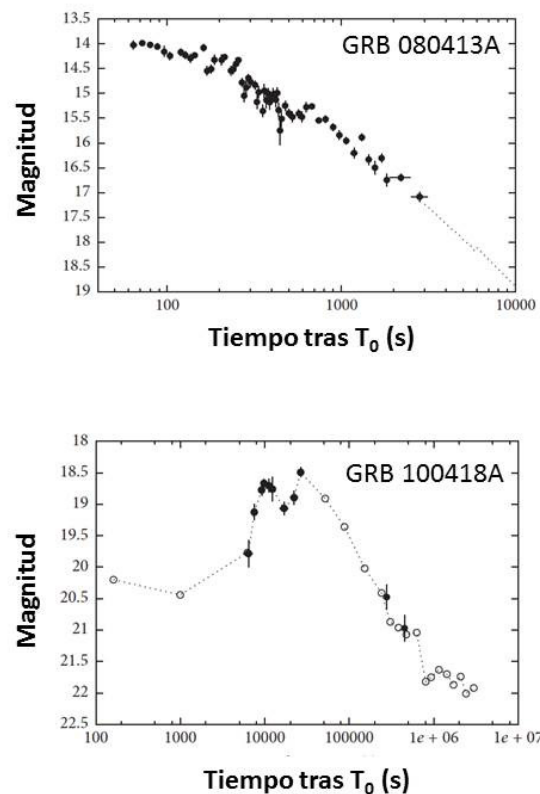 GRB 080413A
Magnitud
13.5
14
14.5
15
15.5
16
16.5
17
17.5
18
18.5
19
100 1000 10000
Tiempo tras T0 (s)
GRB 100418A
Magnitud
18
18.5
19
19.5
20
20.5
21
21.5
22
22.5
100 1000 10000 100000 1e + 06 1e + 07
Tiempo tras T0 (s)